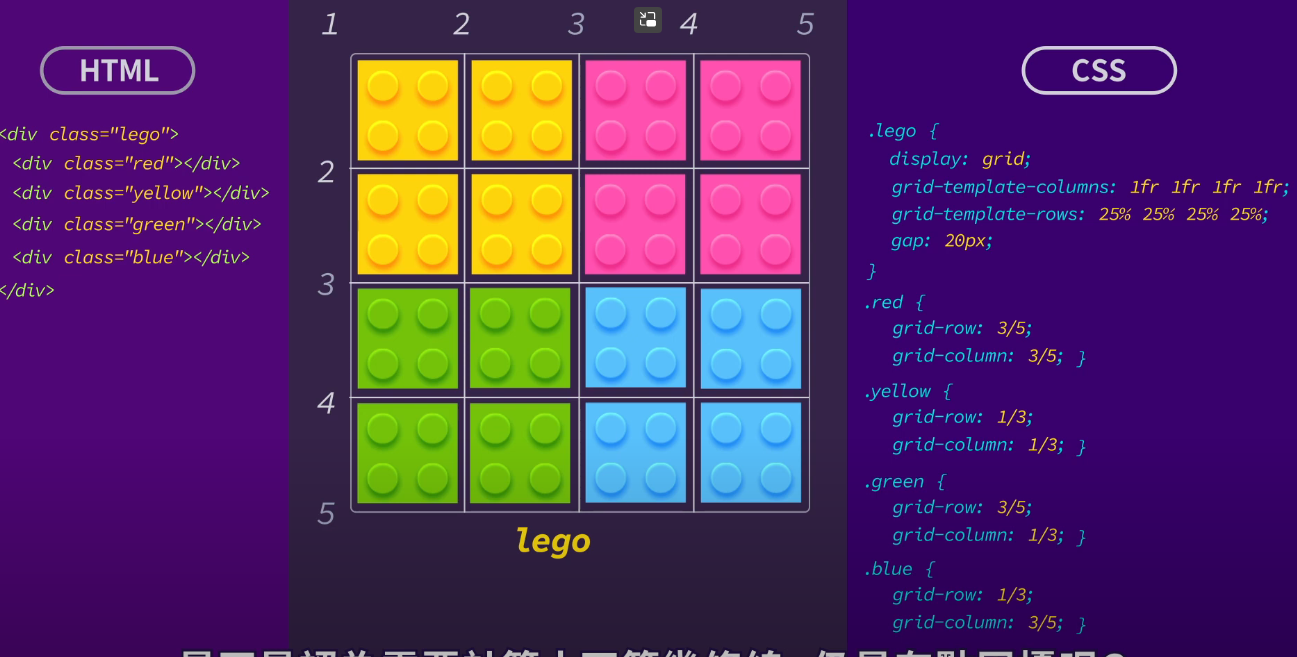 HTML
<div class="lego">
<div class="red"></div>
<div class="yellow"></div>
<div class="green"></div>
<div class="blue"></div>
</div>
1 2 3 4 5
2
3
4
5
lego
CSS
.lego {
display: grid;
grid-template-columns: 1fr 1fr 1fr 1fr;
grid-template-rows: 25% 25% 25% 25%;
gap: 20px;
}
.red {
grid-row: 3/5;
grid-column: 3/5; }
.yellow {
grid-row: 1/3;
grid-column: 1/3; }
.green {
grid-row: 3/5;
grid-column: 1/3; }
.blue {
grid-row: 1/3;
grid-column: 3/5; }